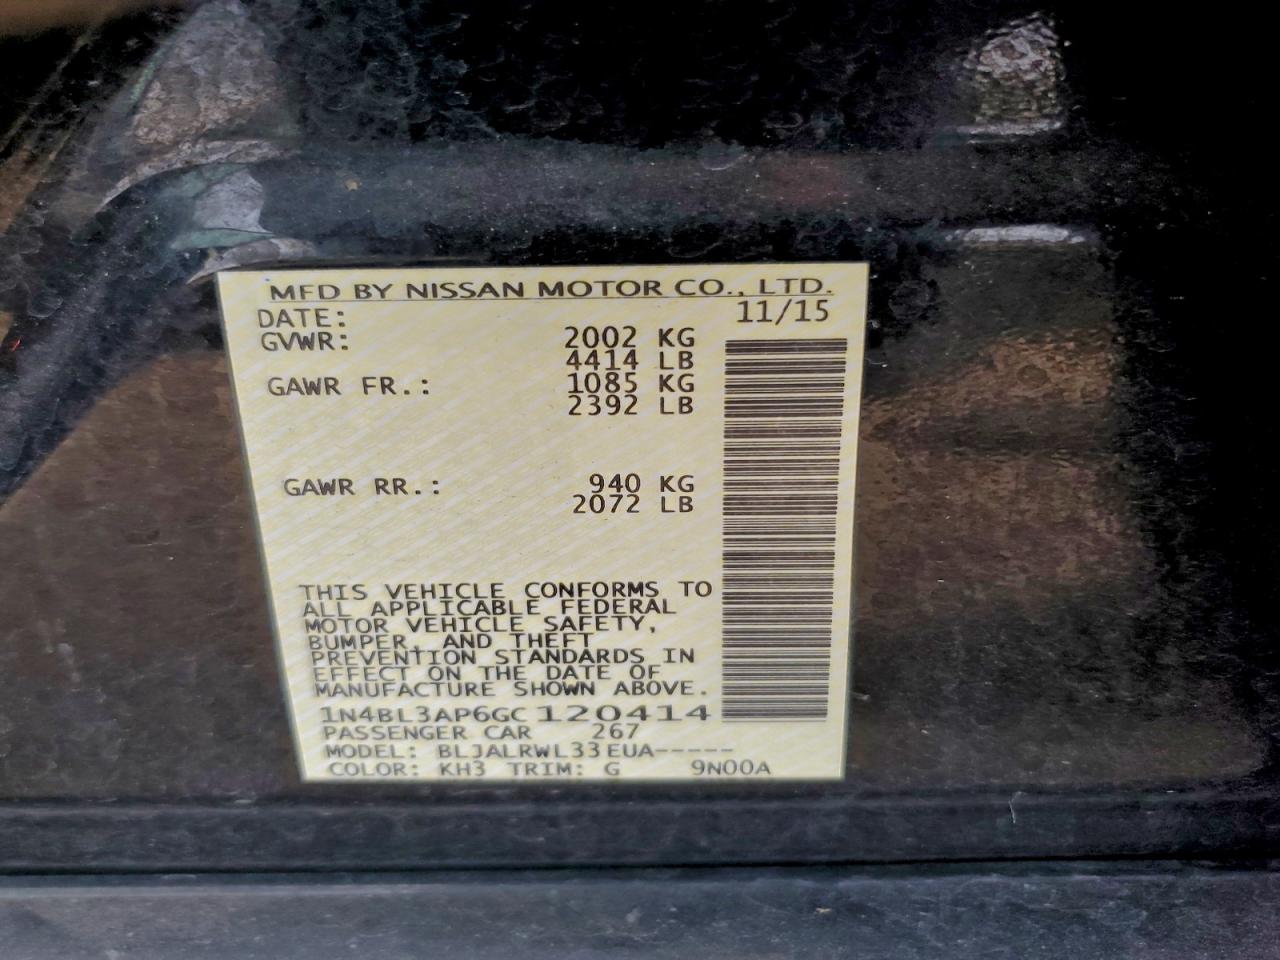 MFD BY NISSAN MOTOR CO., LTD.
DATE: 11/15
GVWR: 2002 KG
4414 LB
GAWR FR.: 1085 KG
2392 LB
GAWR RR.: 940 KG
2072 LB
THIS VEHICLE CONFORMS TO
ALL APPLICABLE FEDERAL
MOTOR VEHICLE SAFETY,
BUMPER, AND THEFT
PREVENTION STANDARDS IN
EFFECT ON THE DATE OF
MANUFACTURE SHOWN ABOVE.
1N4BL3AP6GC120414
PASSENGER CAR 267
MODEL: BLJALRWL33EUA-----
COLOR: KH3 TRIM: G 9N00A